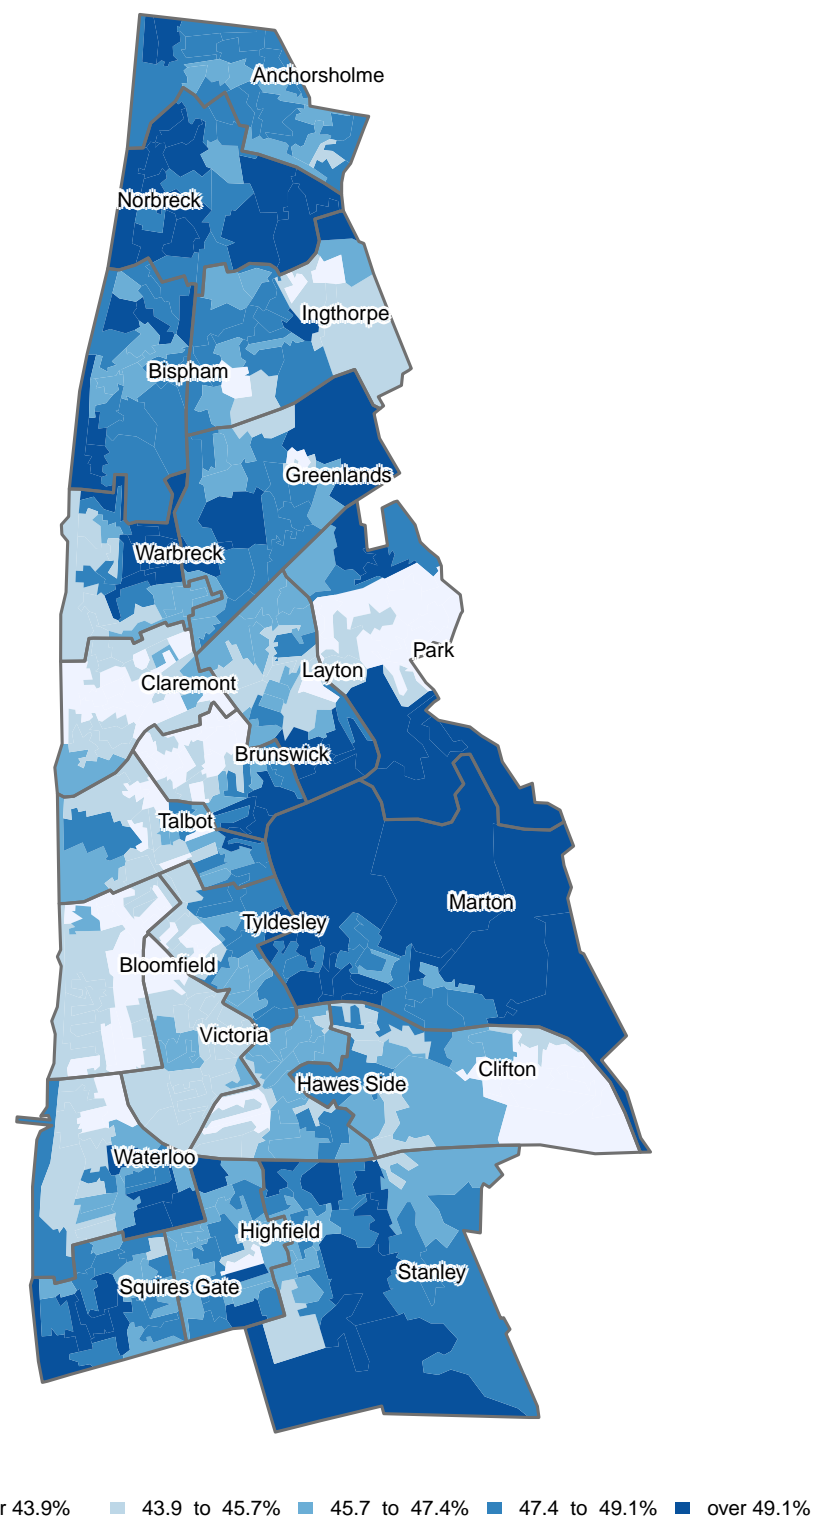 Anchorsholme
Norbreck
Ingthorpe
Bispham
Greenlands
Warbreck
Park
Layton
Claremont
Brunswick
Talbot
Marton
Tyldesley
Bloomfield
Victoria
Clifton
Hawes Side
Waterloo
Highfield
Stanley
Squires Gate
r 43.9% 43.9 to 45.7% 45.7 to 47.4% 47.4 to 49.1% over 49.1%